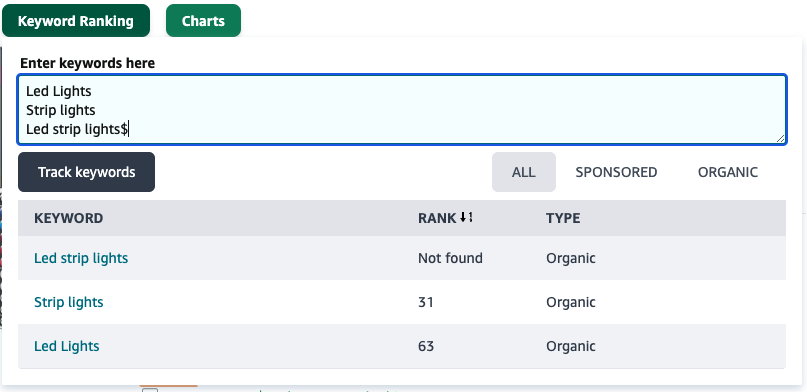 Keyword Ranking Charts
Enter keywords here
Led Lights
Strip lights
Led strip lights$
Track keywords ALL SPONSORED ORGANIC
KEYWORD RANK TYPE
Led strip lights Not found Organic
Strip lights 31 Organic
Led Lights 63 Organic